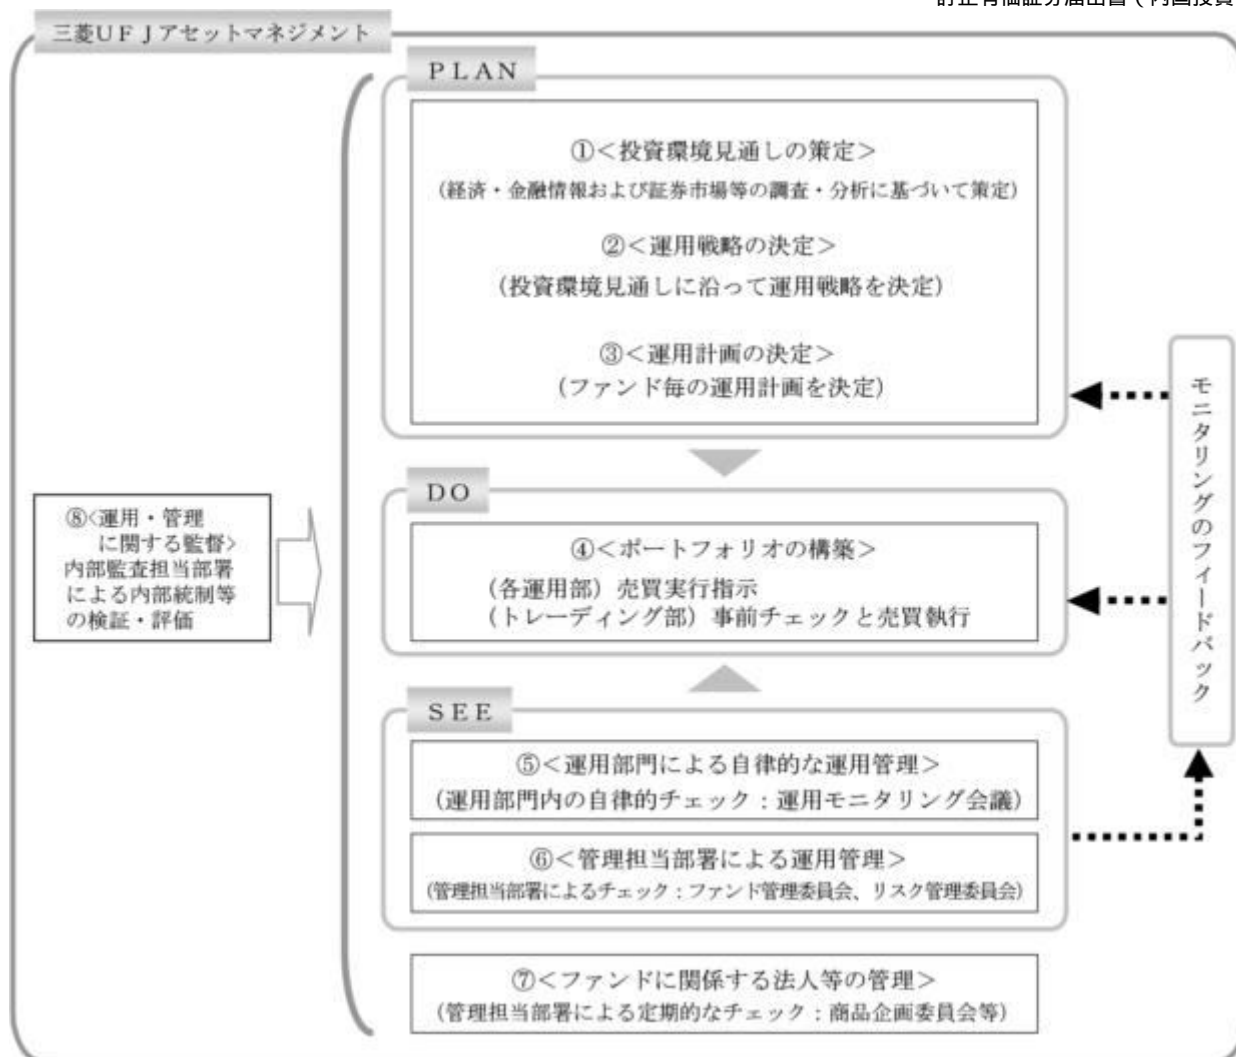 三菱UFJアセットマネジメント
PLAN
①<投資環境見通しの策定>
(経済・金融情報および証券市場等の調査・分析に基づいて策定)
②<運用戦略の決定>
(投資環境見通しに沿って運用戦略を決定)
③<運用計画の決定>
(ファンド毎の運用計画を決定)
DO
④<ポートフォリオの構築>
(各運用部)売買実行指示
(トレーディング部)事前チェックと売買執行
SEE
⑤<運用部門による自律的な運用管理>
(運用部門内の自律的チェック:運用モニタリング会議)
⑥<管理担当部署による運用管理>
(管理担当部署によるチェック:ファンド管理委員会、リスク管理委員会)
⑦<ファンドに関係する法人等の管理>
(管理担当部署による定期的なチェック:商品企画委員会等)
⑧<運用・管理
に関する監督>
内部監査担当部署
による内部統制等
の検証・評価
モニタリングのフィードバック